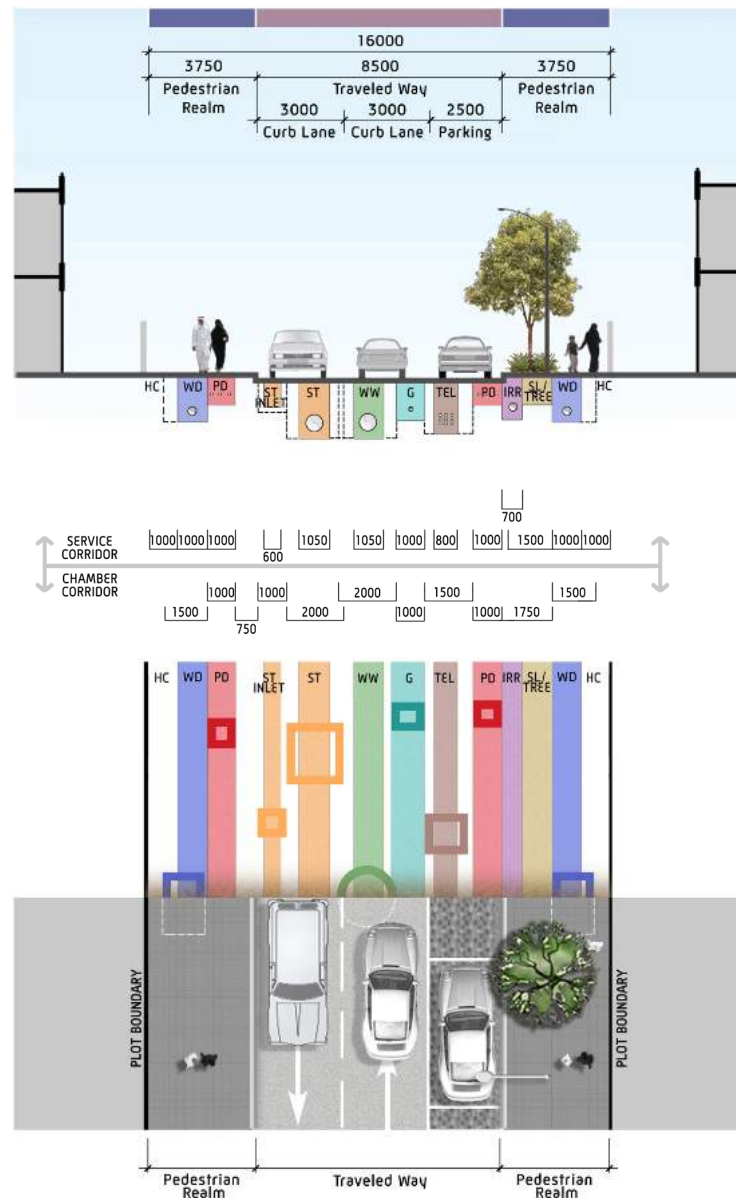 16000
3750 8500 3750
Pedestrian Realm Traveled Way Pedestrian Realm
3000 3000 2500
Curb Lane Curb Lane Parking
HC WD PD ST INLET ST WW G TEL PD IRR SL/TREE WD HC
700
SERVICE CORRIDOR
1000 1000 1000 600 1050 1050 1000 800 1000 1500 1000 1000
CHAMBER CORRIDOR
1000 1000 2000 1500 1500
1500 750 2000 1000 1000 1750
HC WD PD ST INLET ST WW G TEL PD IRR SL/TREE WD HC
PLOT BOUNDARY
PLOT BOUNDARY
Pedestrian Realm Traveled Way Pedestrian Realm